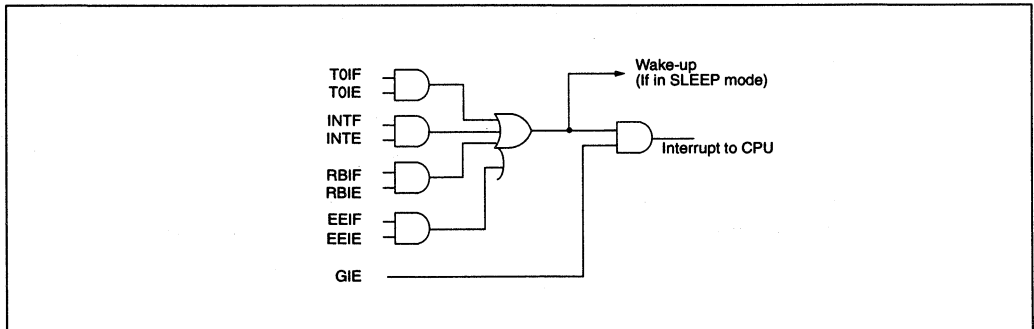 Wake-up
(If in SLEEP mode)
T0IF
T0IE
INTF
INTE
Interrupt to CPU
RBIF
RBIE
EEIF
EEIE
GIE